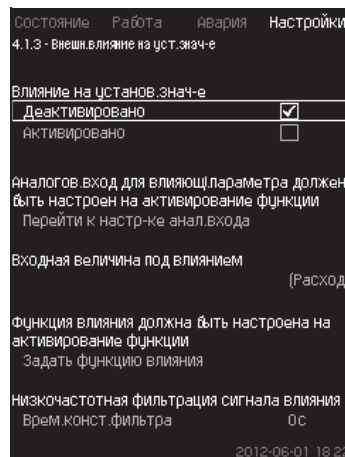 Состояние Работа Авария Настройки
4.1.3 - Внешн.влияние на уст.знач-е
Влияние на установ.знач-е
Деактивировано
Активировано
Аналогов.вход для влияющ.параметра должен
быть настроен на активирование функции
Перейти к настр-ке анал.входа
Входная величина под влиянием
(Расход
Функция влияния должна быть настроена на
активирование функции
Задать функцию влияния
Низкочастотная фильтрация сигнала влияния
Врем.конст.фильтра 0с
2012-06-01 18:22